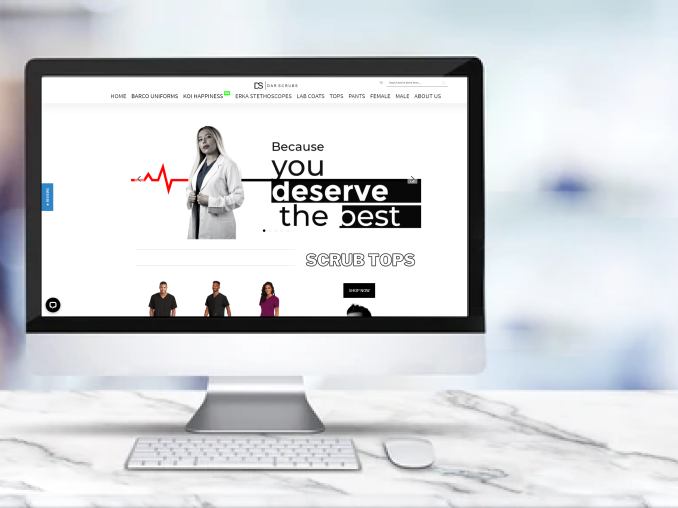 DS DAR SCRUBS
HOME BARCO UNIFORMS KOI HAPPINESS ERKA STETHOSCOPES LAB COATS TOPS PANTS FEMALE MALE ABOUT US
Because
you
deserve
the best
SCRUB TOPS
SHOP NOW